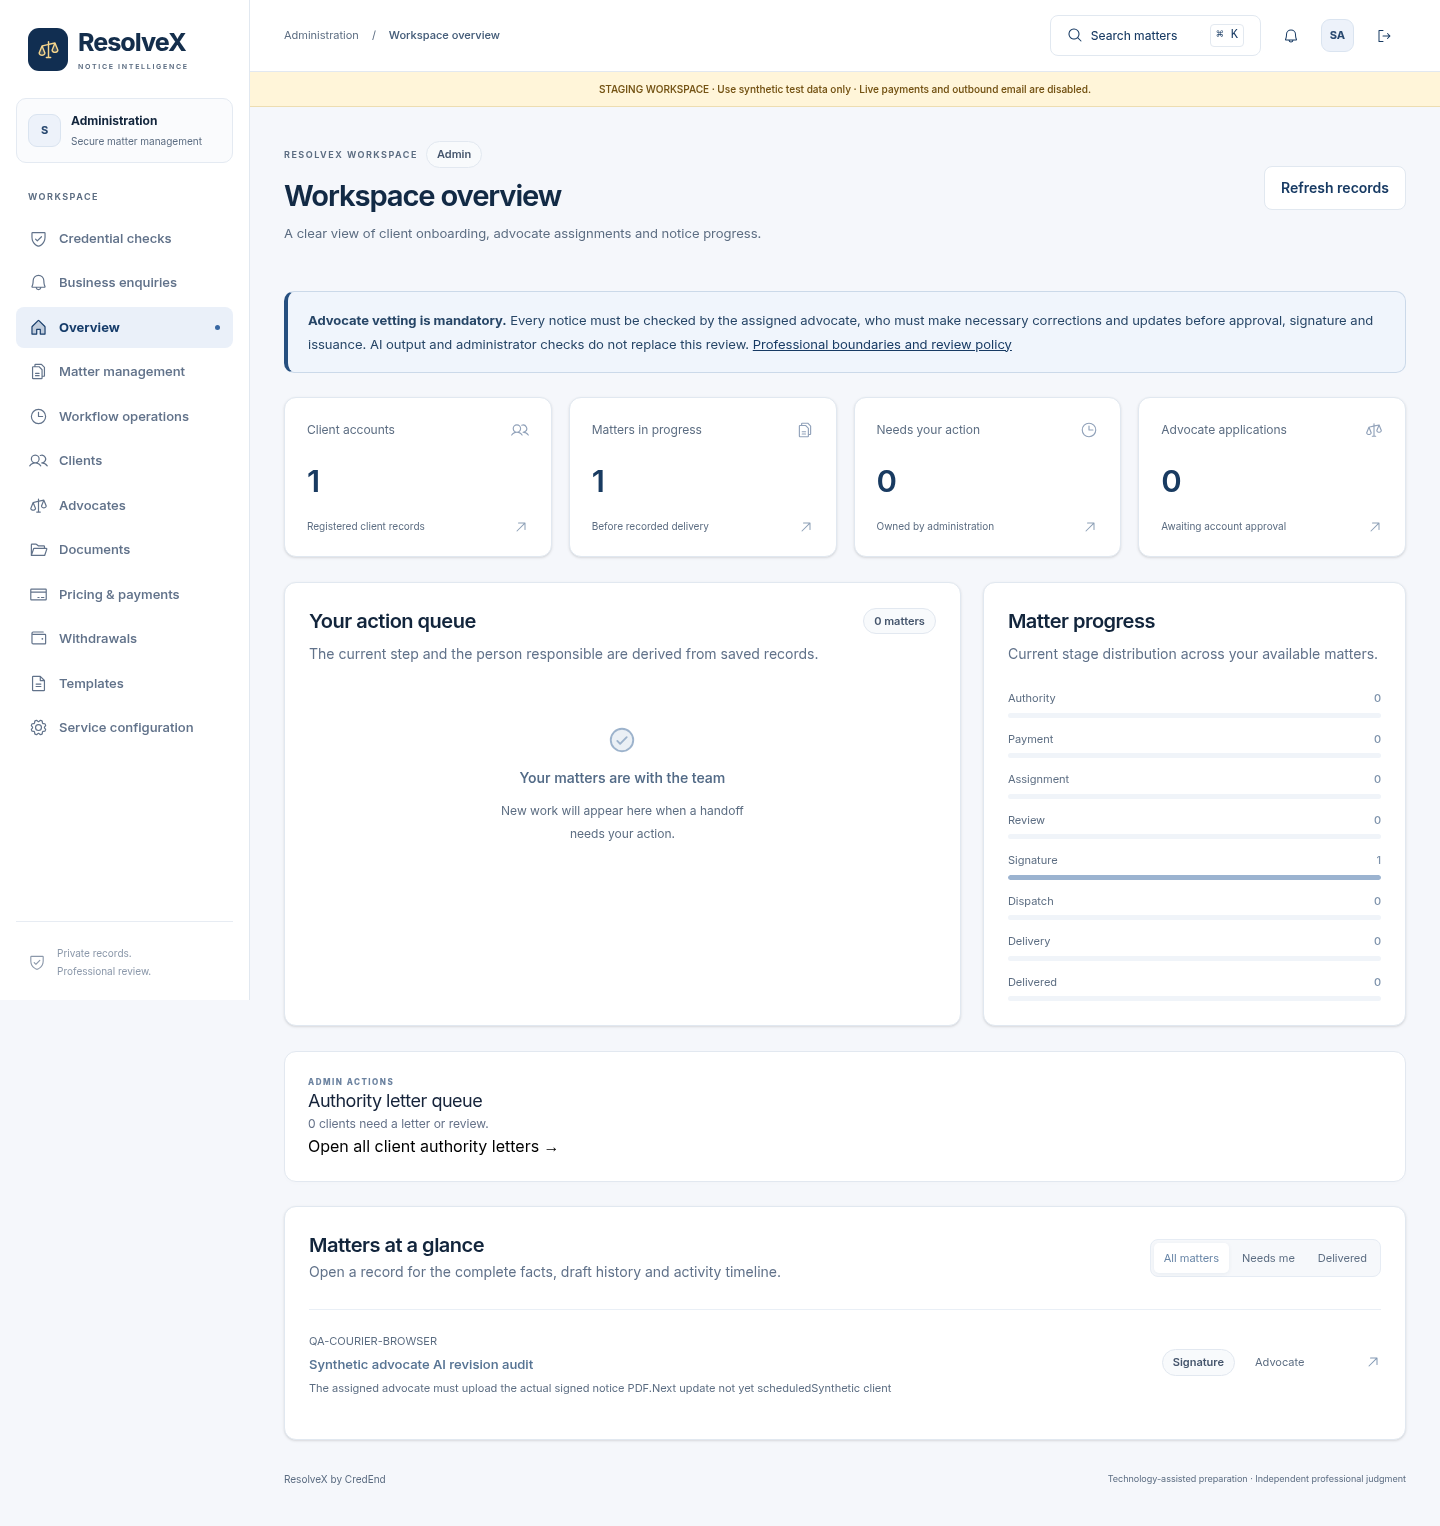 ResolveX
NOTICE INTELLIGENCE
S
Administration
Secure matter management
WORKSPACE
Credential checks
Business enquiries
Overview
Matter management
Workflow operations
Clients
Advocates
Documents
Pricing & payments
Withdrawals
Templates
Service configuration
Private records.
Professional review.
Administration / Workspace overview
Search matters ⌘ K
SA
STAGING WORKSPACE · Use synthetic test data only · Live payments and outbound email are disabled.
RESOLVEX WORKSPACE Admin
Workspace overview
A clear view of client onboarding, advocate assignments and notice progress.
Refresh records
Advocate vetting is mandatory. Every notice must be checked by the assigned advocate, who must make necessary corrections and updates before approval, signature and
issuance. AI output and administrator checks do not replace this review. Professional boundaries and review policy
Client accounts
1
Registered client records
Matters in progress
1
Before recorded delivery
Needs your action
0
Owned by administration
Advocate applications
0
Awaiting account approval
Your action queue
0 matters
The current step and the person responsible are derived from saved records.
Your matters are with the team
New work will appear here when a handoff
needs your action.
Matter progress
Current stage distribution across your available matters.
Authority 0
Payment 0
Assignment 0
Review 0
Signature 1
Dispatch 0
Delivery 0
Delivered 0
ADMIN ACTIONS
Authority letter queue
0 clients need a letter or review.
Open all client authority letters →
Matters at a glance
Open a record for the complete facts, draft history and activity timeline.
All matters Needs me Delivered
QA-COURIER-BROWSER
Synthetic advocate AI revision audit
The assigned advocate must upload the actual signed notice PDF.Next update not yet scheduledSynthetic client
Signature Advocate
ResolveX by CredEnd
Technology-assisted preparation · Independent professional judgment